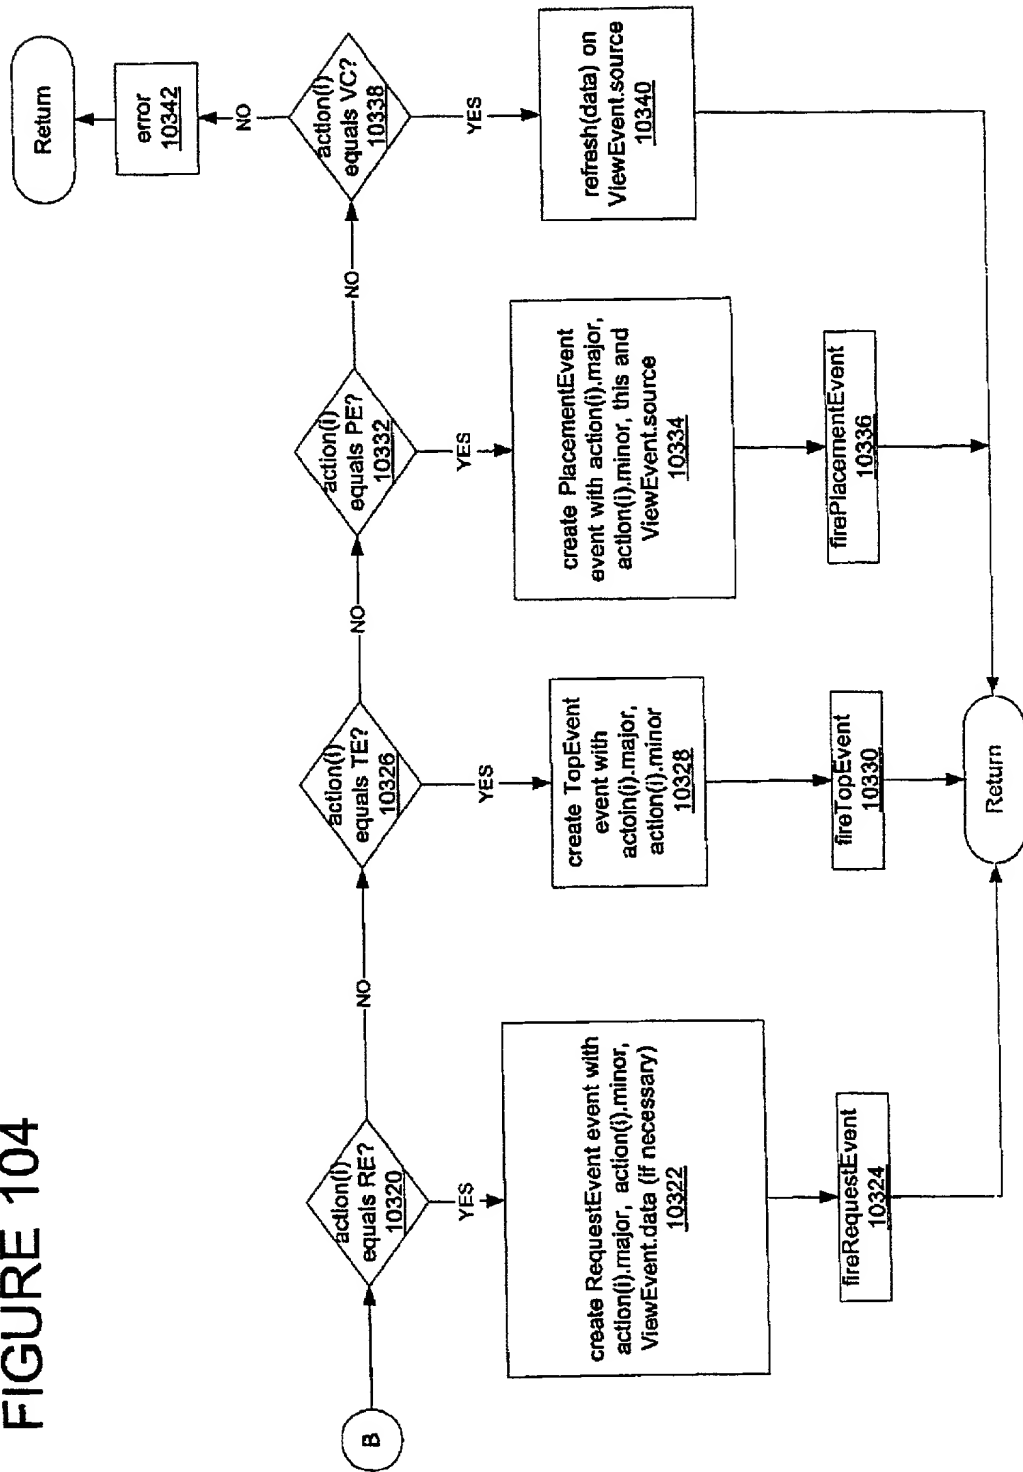 FIGURE 104
B
action(i)
equals RE?
10320
NO
YES
create RequestEvent event with
action(i).major, action(i).minor,
ViewEvent.data (if necessary)
10322
fireRequestEvent
10324
action(i)
equals TE?
10326
NO
YES
create TopEvent
event with
actoin(i).major,
action(i).minor
10328
fireTopEvent
10330
action(i)
equals PE?
10332
NO
YES
create PlacementEvent
event with action(i).major,
action(i).minor, this and
ViewEvent.source
10334
firePlacementEvent
10336
action(i)
equals VC?
10338
NO
error
10342
Return
YES
refresh(data) on
ViewEvent.source
10340
Return